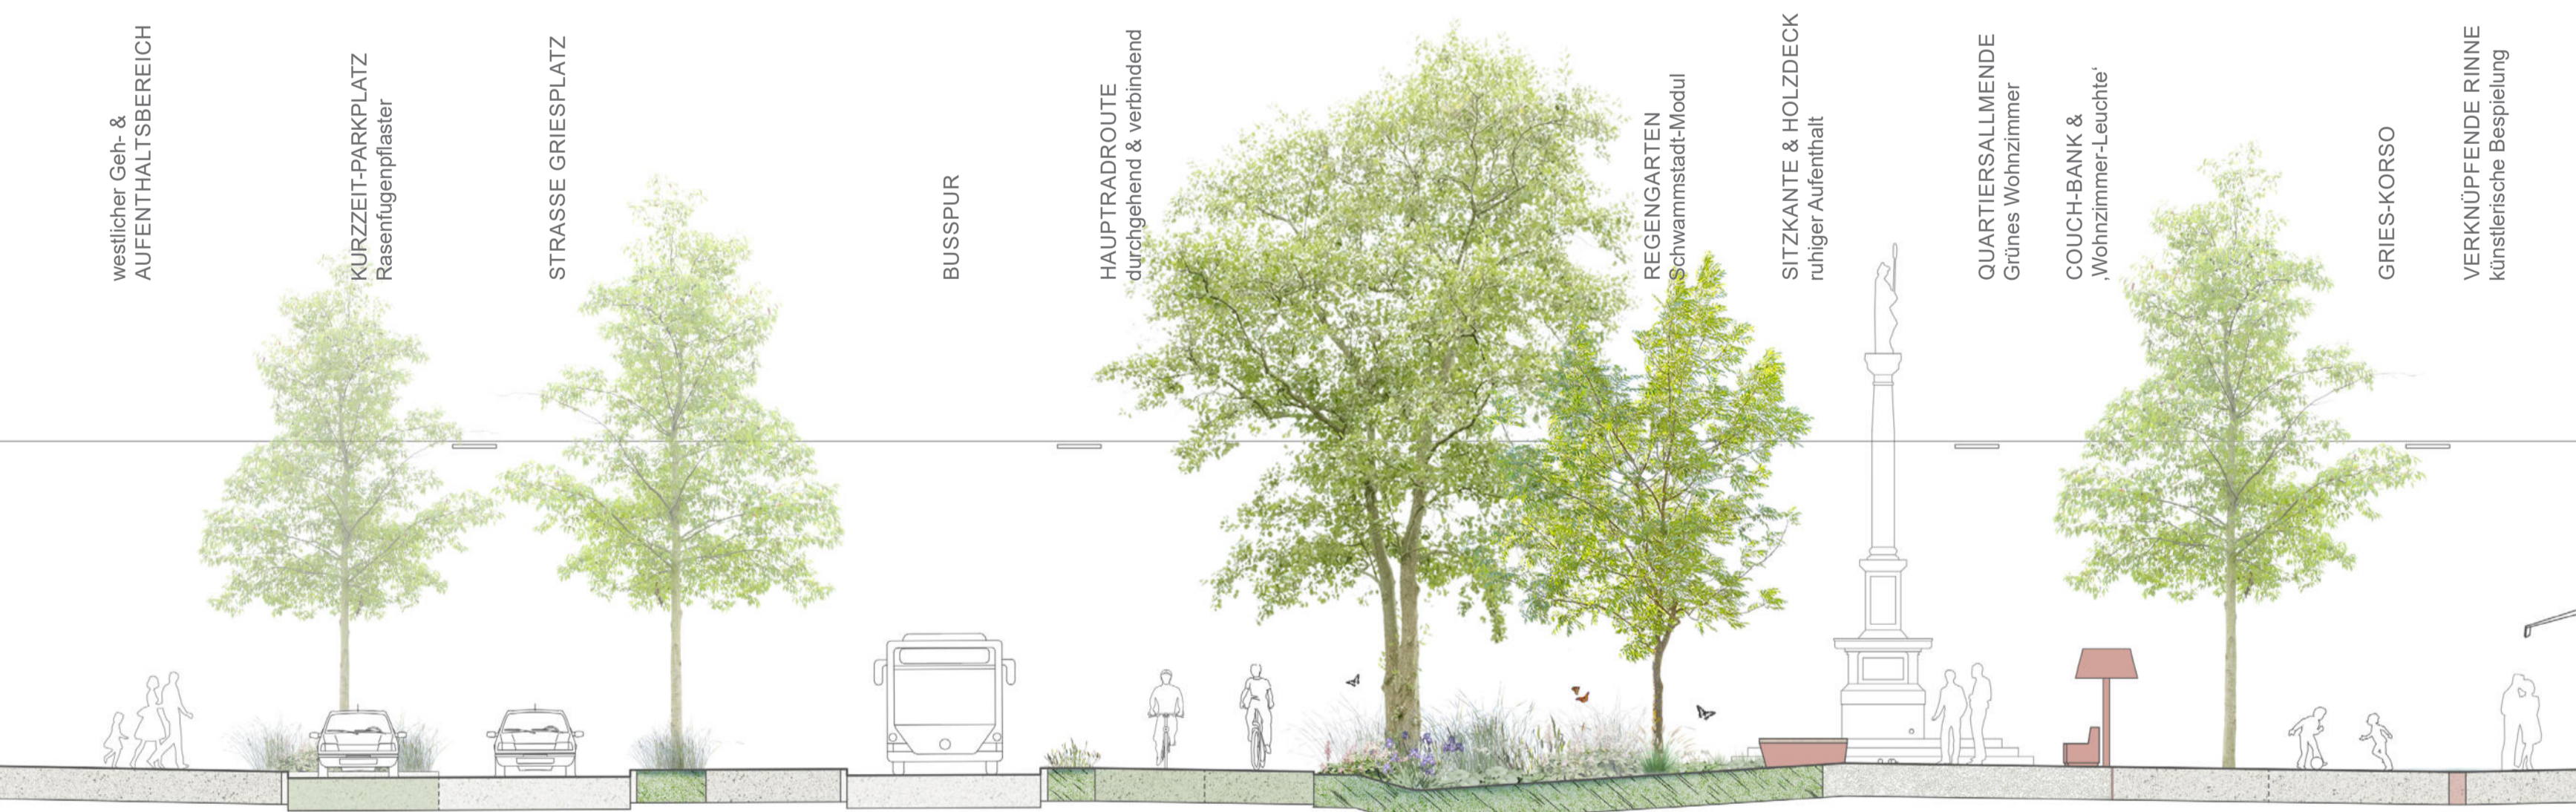 westlicher Geh- &
AUFENTHALTSBEREICH
KURZZEIT-PARKPLATZ
Rasenfugenpflaster
STRASSE GRIESPLATZ
BUSSPUR
HAUPTRADROUTE
durchgehend & verbindend
REGENGARTEN
Schwammstadt-Modul
SITZKANTE & HOLZDECK
ruhiger Aufenthalt
QUARTIERSALLMENDE
Grünes Wohnzimmer
COUCH-BANK &
‚Wohnzimmer-Leuchte‘
GRIES-KORSO
VERKNÜPFENDE RINNE
künstlerische Bespielung